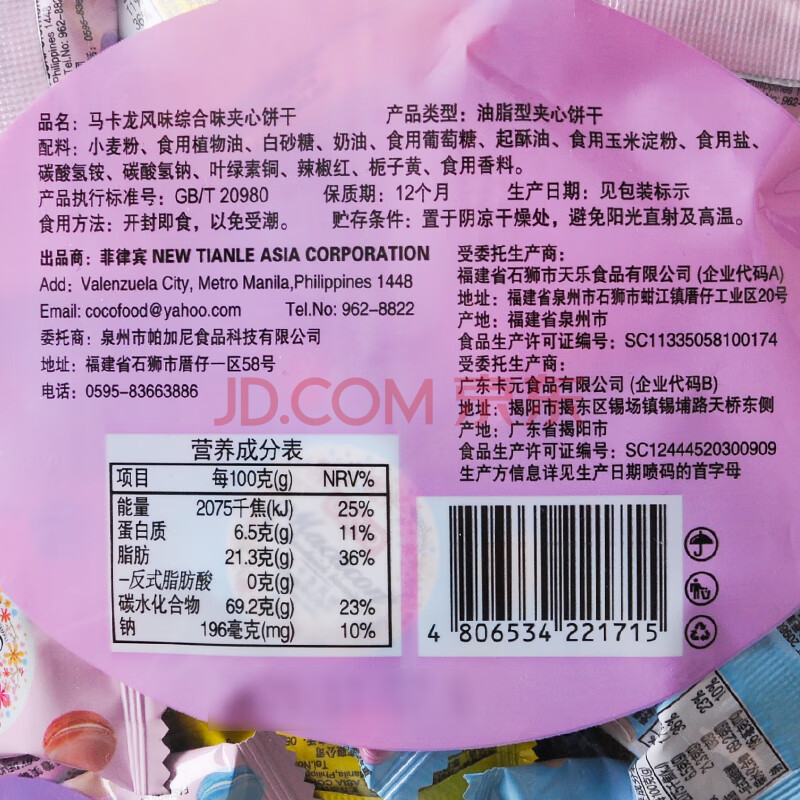 品名：马卡龙风味综合味夹心饼干 产品类型：油脂型夹心饼干
配料、小麦粉、食用植物油、白砂糖、奶油、食用葡萄糖、起酥油、食用玉米淀粉、食用盐、
碳酸氢铵、碳酸氢钠、叶绿素铜、辣椒红、栀子黄、食用香料。
产品执行标准号：GB/T 20980 保质期：12个月 生产日期：见包装标示
食用方法：开封即食，以免受潮。 贮存条件：置于阴凉干燥处，避免阳光直射及高温。
出品商：菲律宾 NEW TIANLE ASIA CORPORATION
Add：Valenzuela City, Metro Manila,Philippines 1448
Email: cocofood@yahoo.com Tel.No: 962-8822
委托商：泉州市帕加尼食品科技有限公司
地址：福建省石狮市厝仔一区58号
电话：0595-83663886
受委托生产商：
福建省石狮市天乐食品有限公司 (企业代码A)
地址：福建省泉州市石狮市蚶江镇厝仔工业区20号
产地：福建省泉州市
食品生产许可证编号：SC11335058100174
受委托生产商：
广东卡元食品有限公司 (企业代码B)
地址：揭阳市揭东区锡场镇锡埔路天桥东侧
产地：广东省揭阳市
食品生产许可证编号：SC12444520300909
生产方信息详见生产日期喷码的首字母
JD.COM 京东
营养成分表
项目 每100克(g) NRV%
能量 2075千焦(kJ) 25%
蛋白质 6.5克(g) 11%
脂肪 21.3克(g) 36%
-反式脂肪酸 0克(g)
碳水化合物 69.2克(g) 23%
钠 196毫克(mg) 10%
4 806534 221715